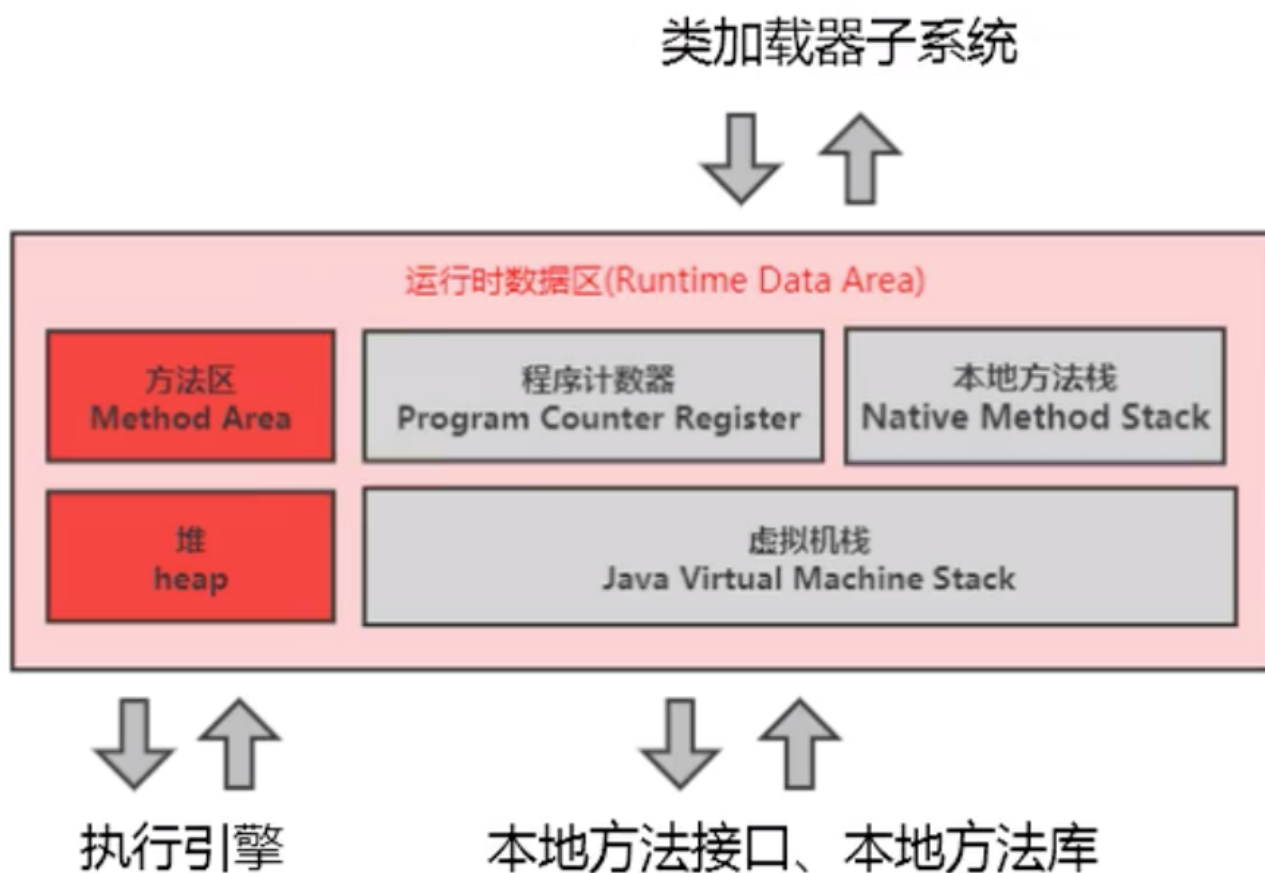 类加载器子系统
运行时数据区(Runtime Data Area)
方法区
Method Area
程序计数器
Program Counter Register
本地方法栈
Native Method Stack
堆
heap
虚拟机栈
Java Virtual Machine Stack
执行引擎
本地方法接口、本地方法库